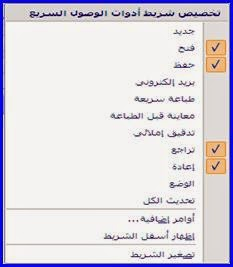 تخصيص شريط أدوات الوصول السريع
جديد
فتح
حفظ
بريد إلكتروني
طباعة سريعة
معاينة قبل الطباعة
تدقيق إملائي
تراجع
إعادة
الوضع
تحديث الكل
أوامر إضافية...
إظهار أسفل الشريط
تصغير الشريط